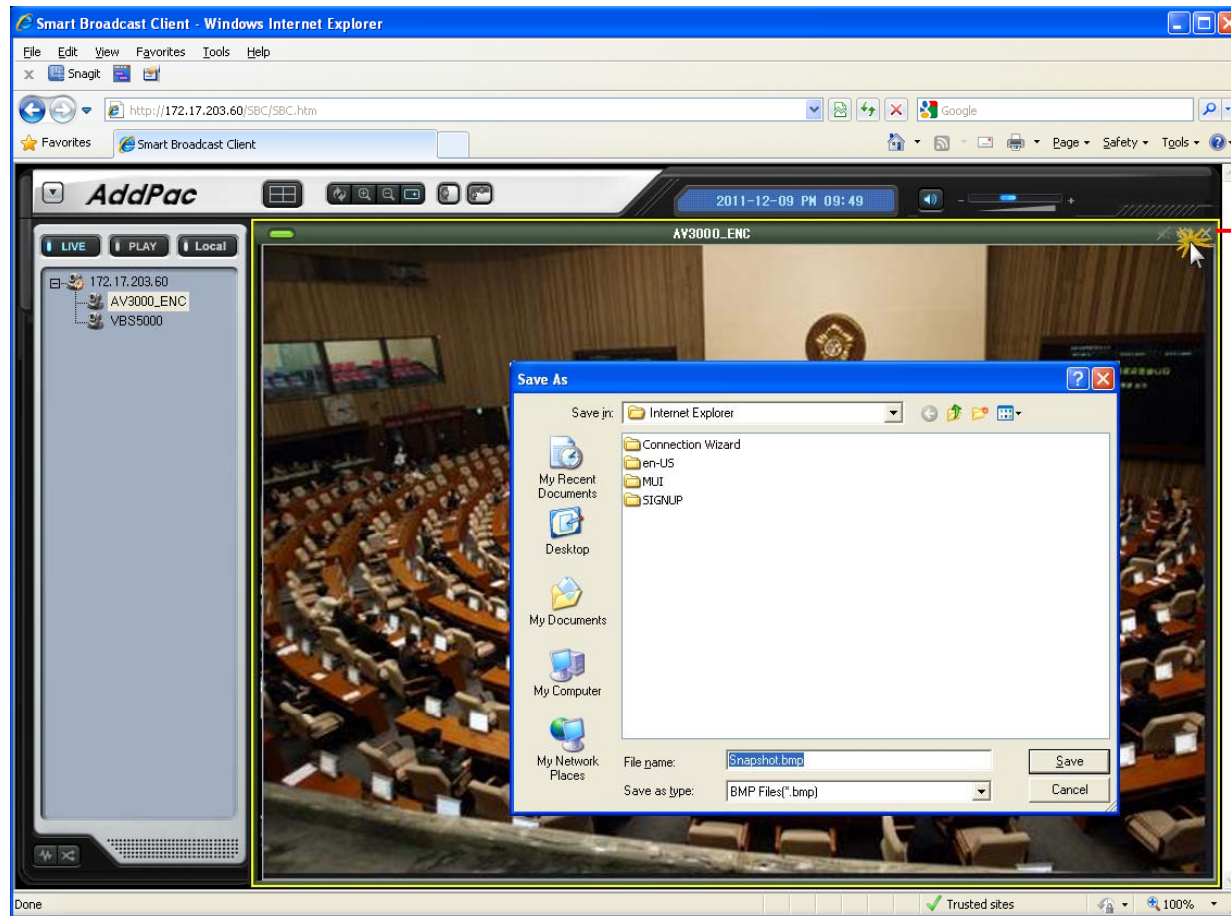 Smart Broadcast Client - Windows Internet Explorer
File Edit View Favorites Tools Help
x Snagit
http://172.17.203.60/SBC/SBC.htm
Google
Favorites Smart Broadcast Client
Page Safety Tools
AddPac
2011-12-09 PM 09:49
- +
LIVE PLAY Local
AV3000_ENC
172.17.203.60
AV3000_ENC
VBS5000
Save As
Save in: Internet Explorer
Connection Wizard
en-US
MUI
SIGNUP
My Recent Documents
Desktop
My Documents
My Computer
My Network Places
File name: Snapshot.bmp Save
Save as type: BMP Files(*.bmp) Cancel
Done Trusted sites 100%